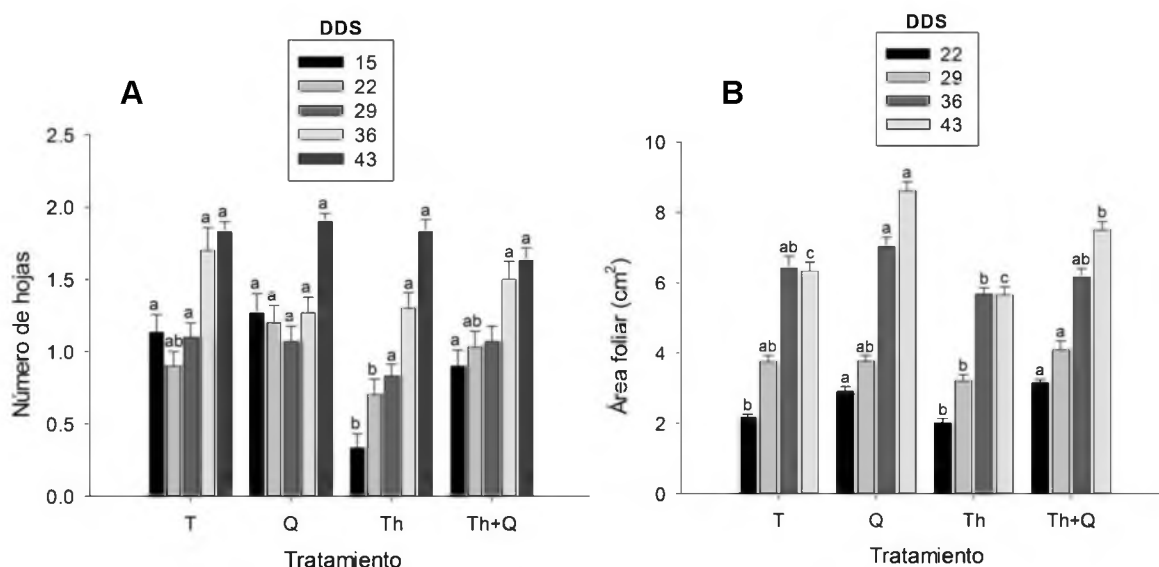 DDS
15
22
29
36
43
A
Número de hojas
2.5
2.0
1.5
1.0
0.5
0.0
a ab a a a
a a a a a
b b a a a
a ab a a
T Q Th Th+Q
Tratamiento
DDS
22
29
36
43
B
Área foliar (cm²)
10
8
6
4
2
0
b ab ab c
a ab a a
b b b c
a a ab b
T Q Th Th+Q
Tratamiento